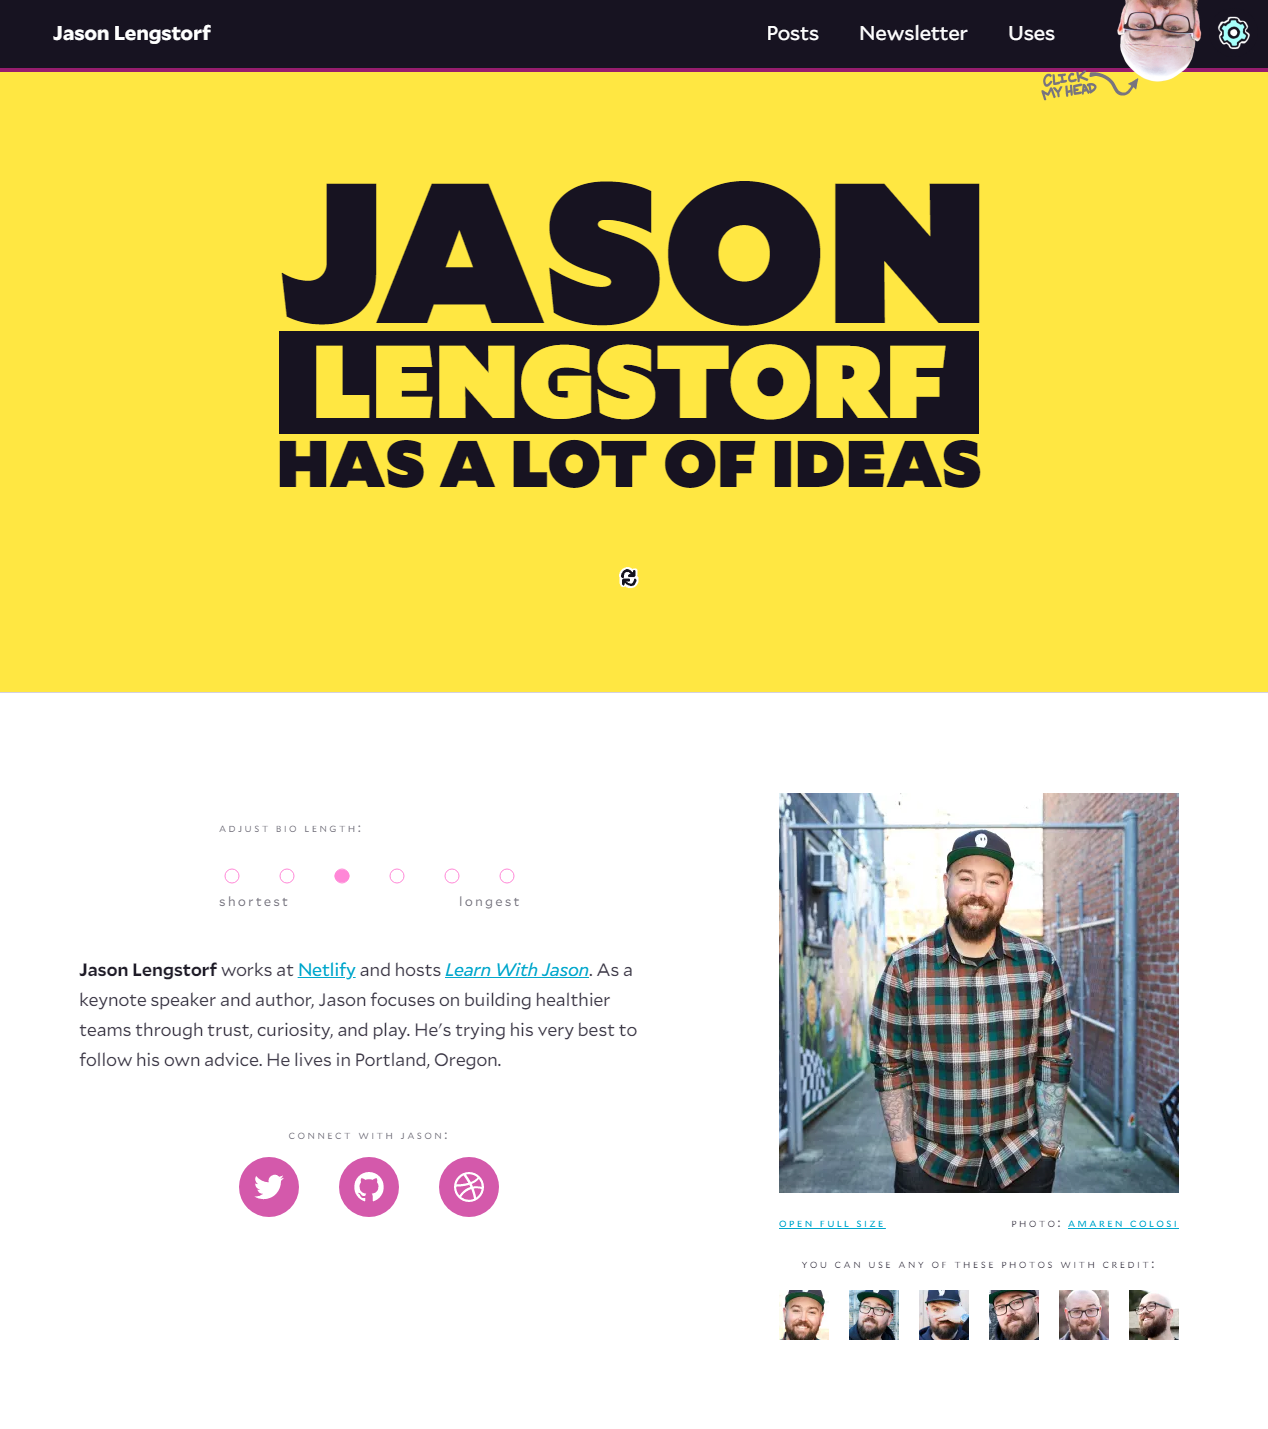 Jason Lengstorf
Posts Newsletter Uses
CLICK
MY HEAD
JASON
LENGSTORF
HAS A LOT OF IDEAS
ADJUST BIO LENGTH:
shortest longest
Jason Lengstorf works at Netlify and hosts Learn With Jason. As a
keynote speaker and author, Jason focuses on building healthier
teams through trust, curiosity, and play. He's trying his very best to
follow his own advice. He lives in Portland, Oregon.
CONNECT WITH JASON:
OPEN FULL SIZE PHOTO: AMAREN COLOSI
YOU CAN USE ANY OF THESE PHOTOS WITH CREDIT: